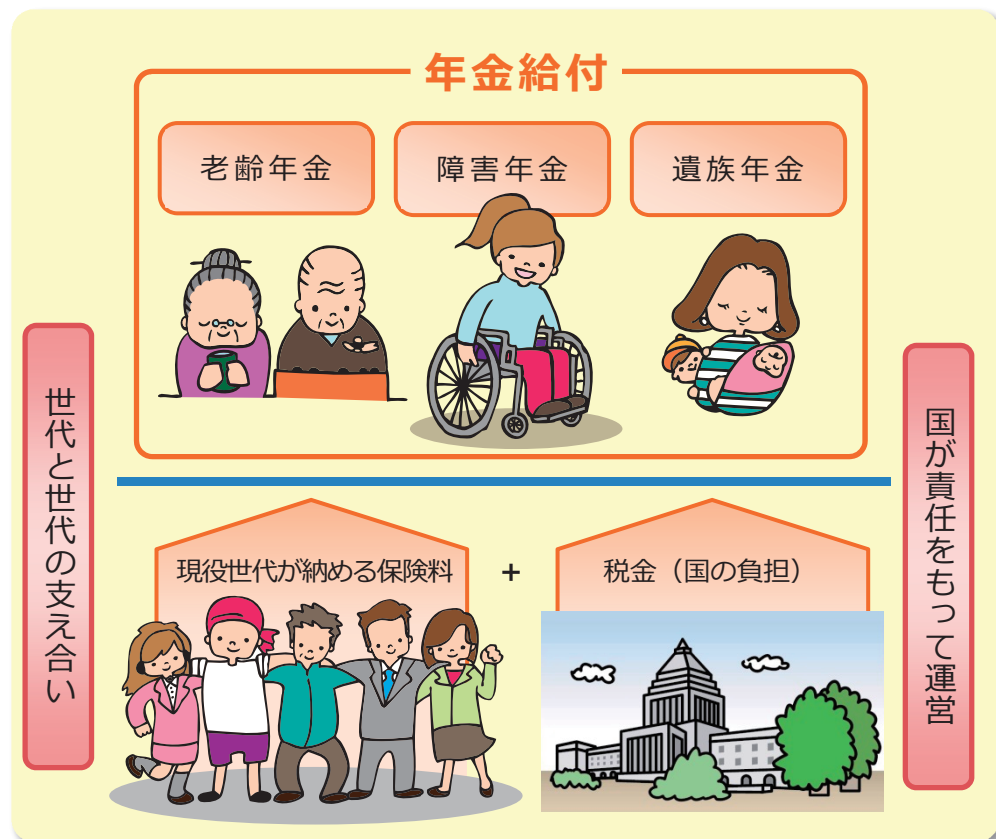 年金給付
老齢年金
障害年金
遺族年金
世代と世代の支え合い
国が責任をもって運営
現役世代が納める保険料
+
税金（国の負担）